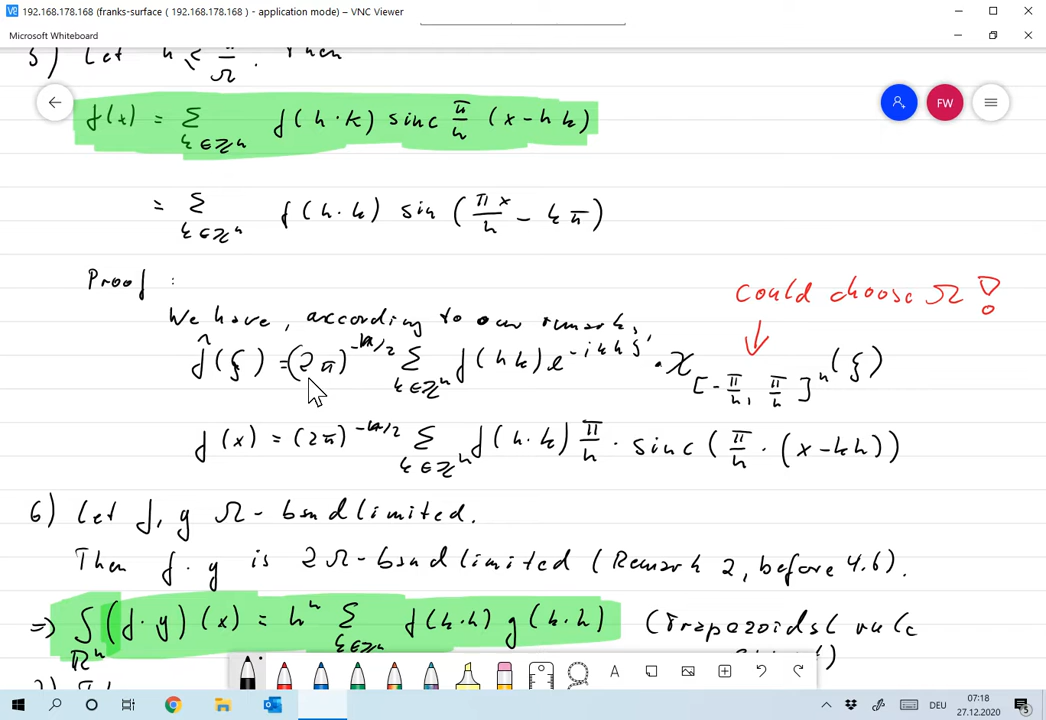 192.168.178.168 (franks-surface ( 192.168.178.168 ) - application mode) – VNC Viewer
Microsoft Whiteboard
5) Let h ≤ π/Ω. Then
f(x) = Σ_{k∈ℤⁿ} f(h·k) sinc π/h (x-hk)
= Σ_{k∈ℤⁿ} f(h·k) sin (πx/h - kπ)
Proof :
could choose Ω !
We have, according to our remark,
f̂(ξ) = (2π)^{-n/2} Σ_{k∈ℤⁿ} f(hk) e^{-ikhξ} · χ_{[-π/h, π/h]ⁿ}(ξ)
f(x) = (2π)^{-n/2} Σ_{k∈ℤⁿ} f(h·k) π/h · sinc(π/h · (x-kh))
6) Let f, g Ω-bandlimited.
Then f·g is 2Ω-bandlimited (Remark 2, before 4.6).
⇒ ∫_{ℝⁿ} (f·g)(x) = hⁿ Σ_{k∈ℤⁿ} f(k·h) g(k·h) (Trapezoidal rule
FW
A
DEU
07:18
27.12.2020
5